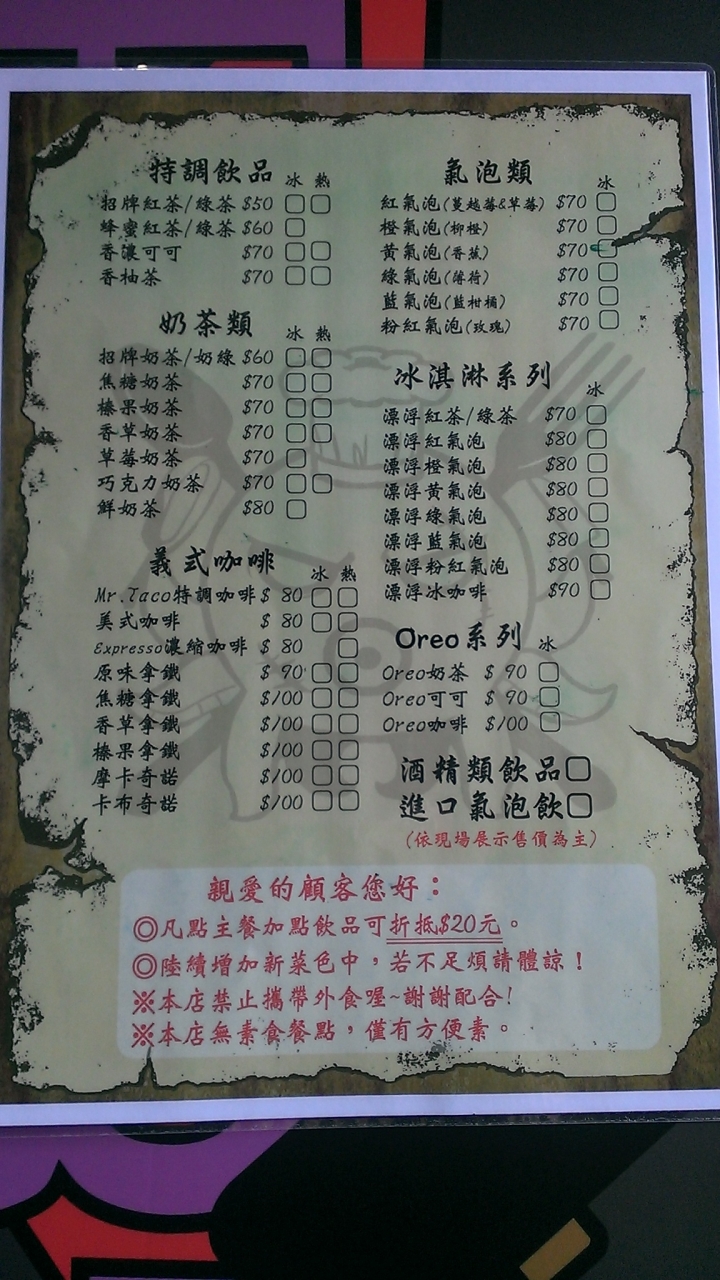 特調飲品 冰 熱
招牌紅茶/綠茶 $50 □□
蜂蜜紅茶/綠茶 $60 □
香濃可可 $70 □□
香柚茶 $70 □□
奶茶類 冰 熱
招牌奶茶/奶綠 $60 □□
焦糖奶茶 $70 □□
榛果奶茶 $70 □□
香草奶茶 $70 □□
草莓奶茶 $70 □
巧克力奶茶 $70 □□
鮮奶茶 $80 □
義式咖啡 冰 熱
Mr.Taco特調咖啡 $ 80 □□
美式咖啡 $ 80 □□
Expresso濃縮咖啡 $ 80 □
原味拿鐵 $ 90 □□
焦糖拿鐵 $100 □□
香草拿鐵 $100 □□
榛果拿鐵 $100 □□
摩卡奇諾 $100 □□
卡布奇諾 $100 □□
氣泡類 冰
紅氣泡(蔓越莓&草莓) $70 □
橙氣泡(柳橙) $70 □
黃氣泡(香蕉) $70 □
綠氣泡(薄荷) $70 □
藍氣泡(藍柑橘) $70 □
粉紅氣泡(玫瑰) $70 □
冰淇淋系列 冰
漂浮紅茶/綠茶 $70 □
漂浮紅氣泡 $80 □
漂浮橙氣泡 $80 □
漂浮黃氣泡 $80 □
漂浮綠氣泡 $80 □
漂浮藍氣泡 $80 □
漂浮粉紅氣泡 $80 □
漂浮冰咖啡 $90 □
Oreo系列 冰
Oreo奶茶 $ 90 □
Oreo可可 $ 90 □
Oreo咖啡 $100 □
酒精類飲品□
進口氣泡飲□
(依現場展示售價為主)
親愛的顧客您好：
◎凡點主餐加點飲品可折抵$20元。
◎陸續增加新菜色中，若不足煩請體諒！
※本店禁止攜帶外食喔~謝謝配合!
※本店無素食餐點，僅有方便素。